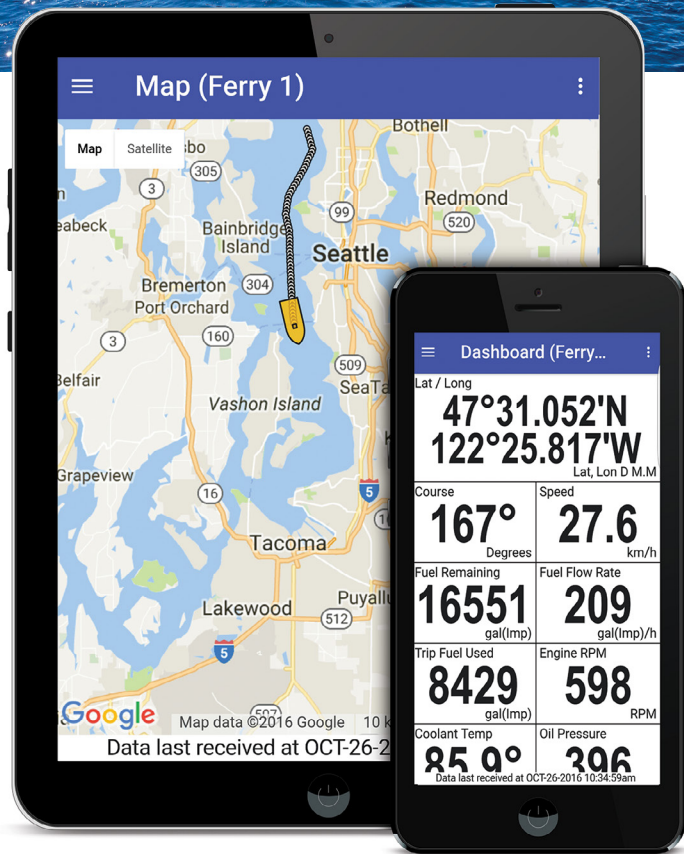 Map (Ferry 1)
Map
Satellite
305
Bothell
3
99
Redmond
520
Bainbridge
Island
Seattle
Bremerton
304
Port Orchard
3
160
509
Vashon Island
Grapeview
16
5
Tacoma
Lakewood
512
5
Google
Map data ©2016 Google
Data last received at OCT-26-2
Dashboard (Ferry...
Lat / Long
47°31.052'N
122°25.817'W
Lat, Lon D M.M
Course
167°
Degrees
Speed
27.6
km/h
Fuel Remaining
16551
gal(Imp)
Fuel Flow Rate
209
gal(Imp)/h
Trip Fuel Used
8429
gal(Imp)
Engine RPM
598
RPM
Coolant Temp
85.9°
Oil Pressure
396
Data last received at OCT-26-2016 10:34:59am